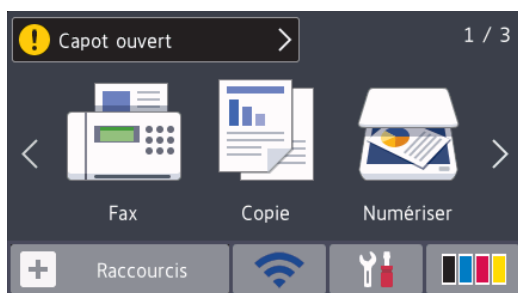 Capot ouvert
1 / 3
Fax
Copie
Numériser
Raccourcis